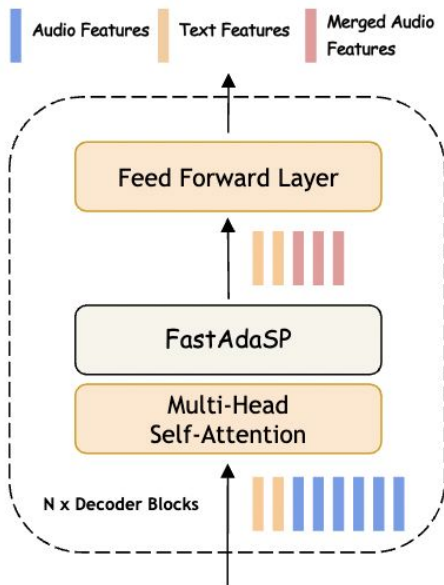 Audio Features
Text Features
Merged Audio
Features
Feed Forward Layer
FastAdaSP
Multi-Head
Self-Attention
N x Decoder Blocks